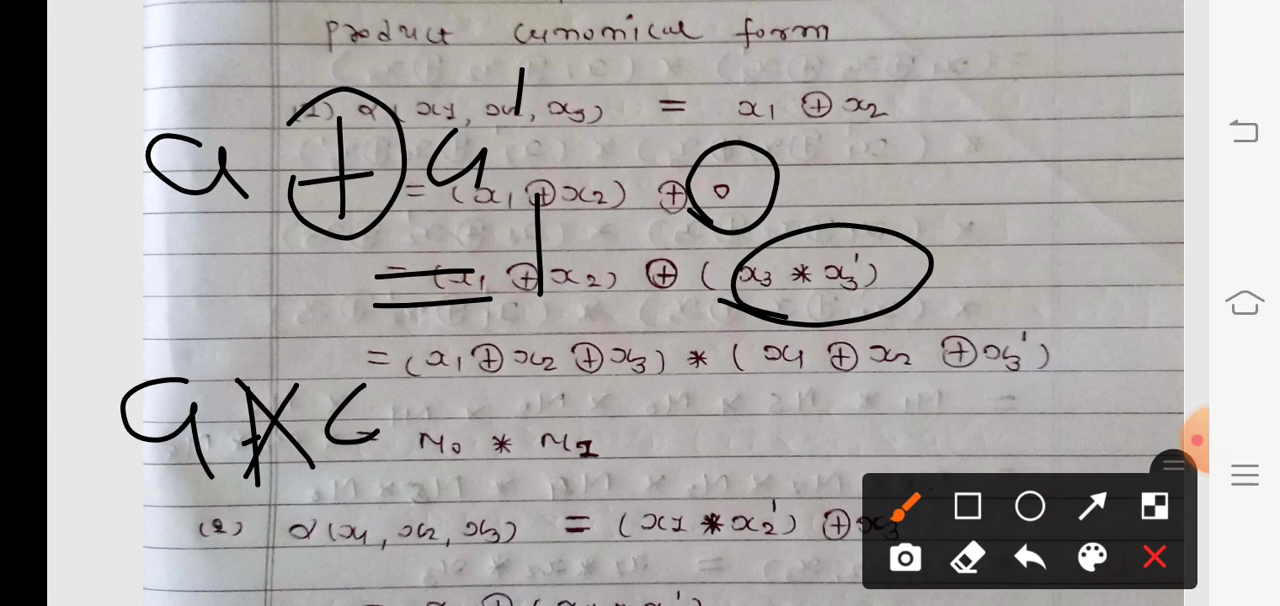 product cunomical form
(1) α(x1, x2, x3) = x1 ⊕ x2
a ⊕ a
= (x1 ⊕ x2) ⊕ 0
= (x1 ⊕ x2) ⊕ (x3 * x3')
= (x1 ⊕ x2 ⊕ x3) * (x1 ⊕ x2 ⊕ x3')
M0 * M1
(2) α(x1, x2, x3) = (x1 * x2') ⊕ x3